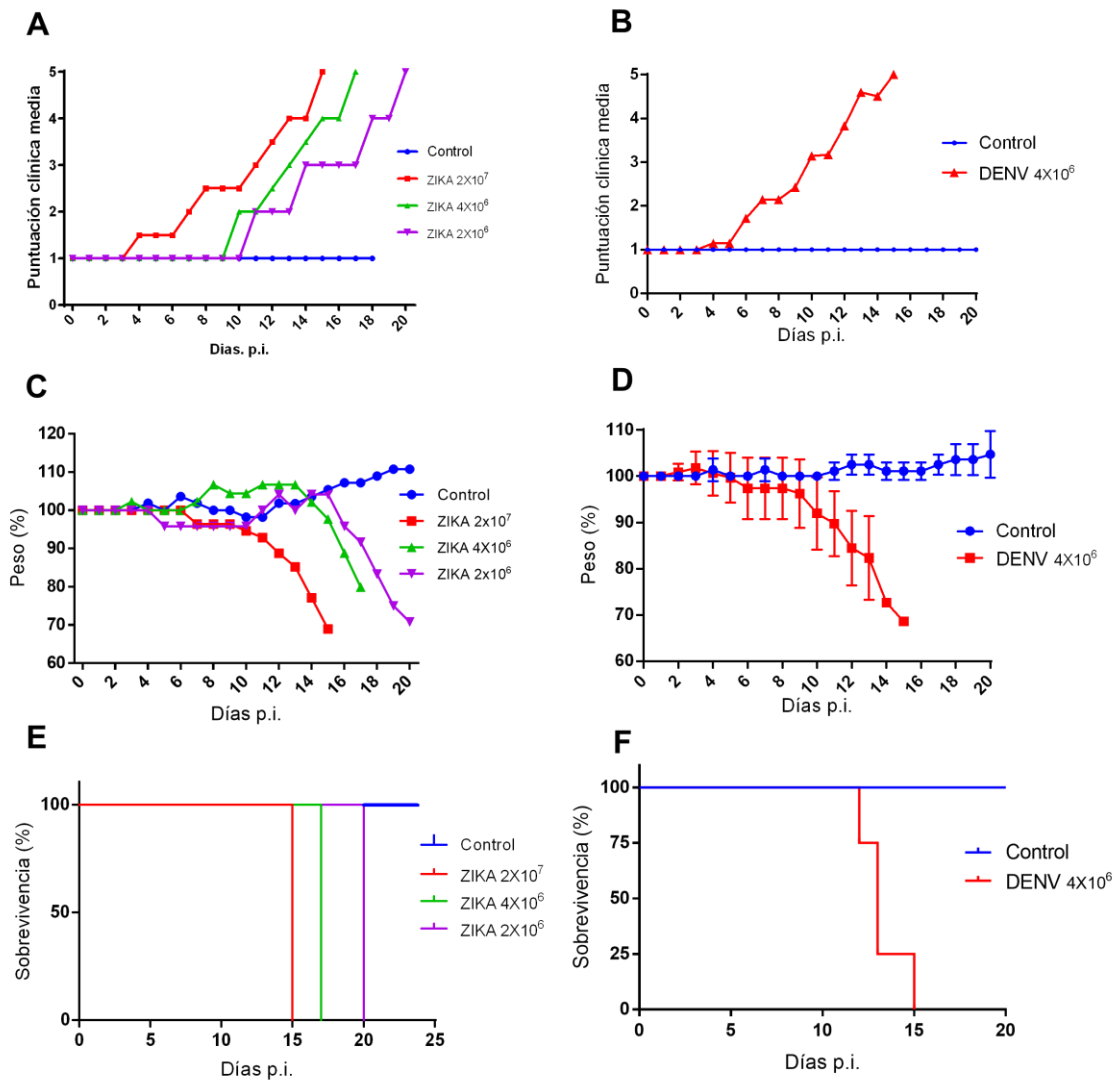 A
Puntuación clínica media
5
4
3
2
1
0
0
2
4
6
8
10
12
14
16
18
20
Dias. p.i.
Control
ZIKA 2X10⁷
ZIKA 4X10⁶
ZIKA 2X10⁶
B
Puntuación clínica media
5
4
3
2
1
0
0
2
4
6
8
10
12
14
16
18
20
Días p.i.
Control
DENV 4X10⁶
C
Peso (%)
120
110
100
90
80
70
60
0
2
4
6
8
10
12
14
16
18
20
Días p.i.
Control
ZIKA 2x10⁷
ZIKA 4X10⁶
ZIKA 2x10⁶
D
Peso (%)
110
100
90
80
70
60
0
2
4
6
8
10
12
14
16
18
20
Días p.i.
Control
DENV 4X10⁶
E
Sobrevivencia (%)
100
50
0
0
5
10
15
20
25
Días p.i.
Control
ZIKA 2X10⁷
ZIKA 4X10⁶
ZIKA 2X10⁶
F
Sobrevivencia (%)
100
75
50
25
0
0
5
10
15
20
Días p.i.
Control
DENV 4X10⁶